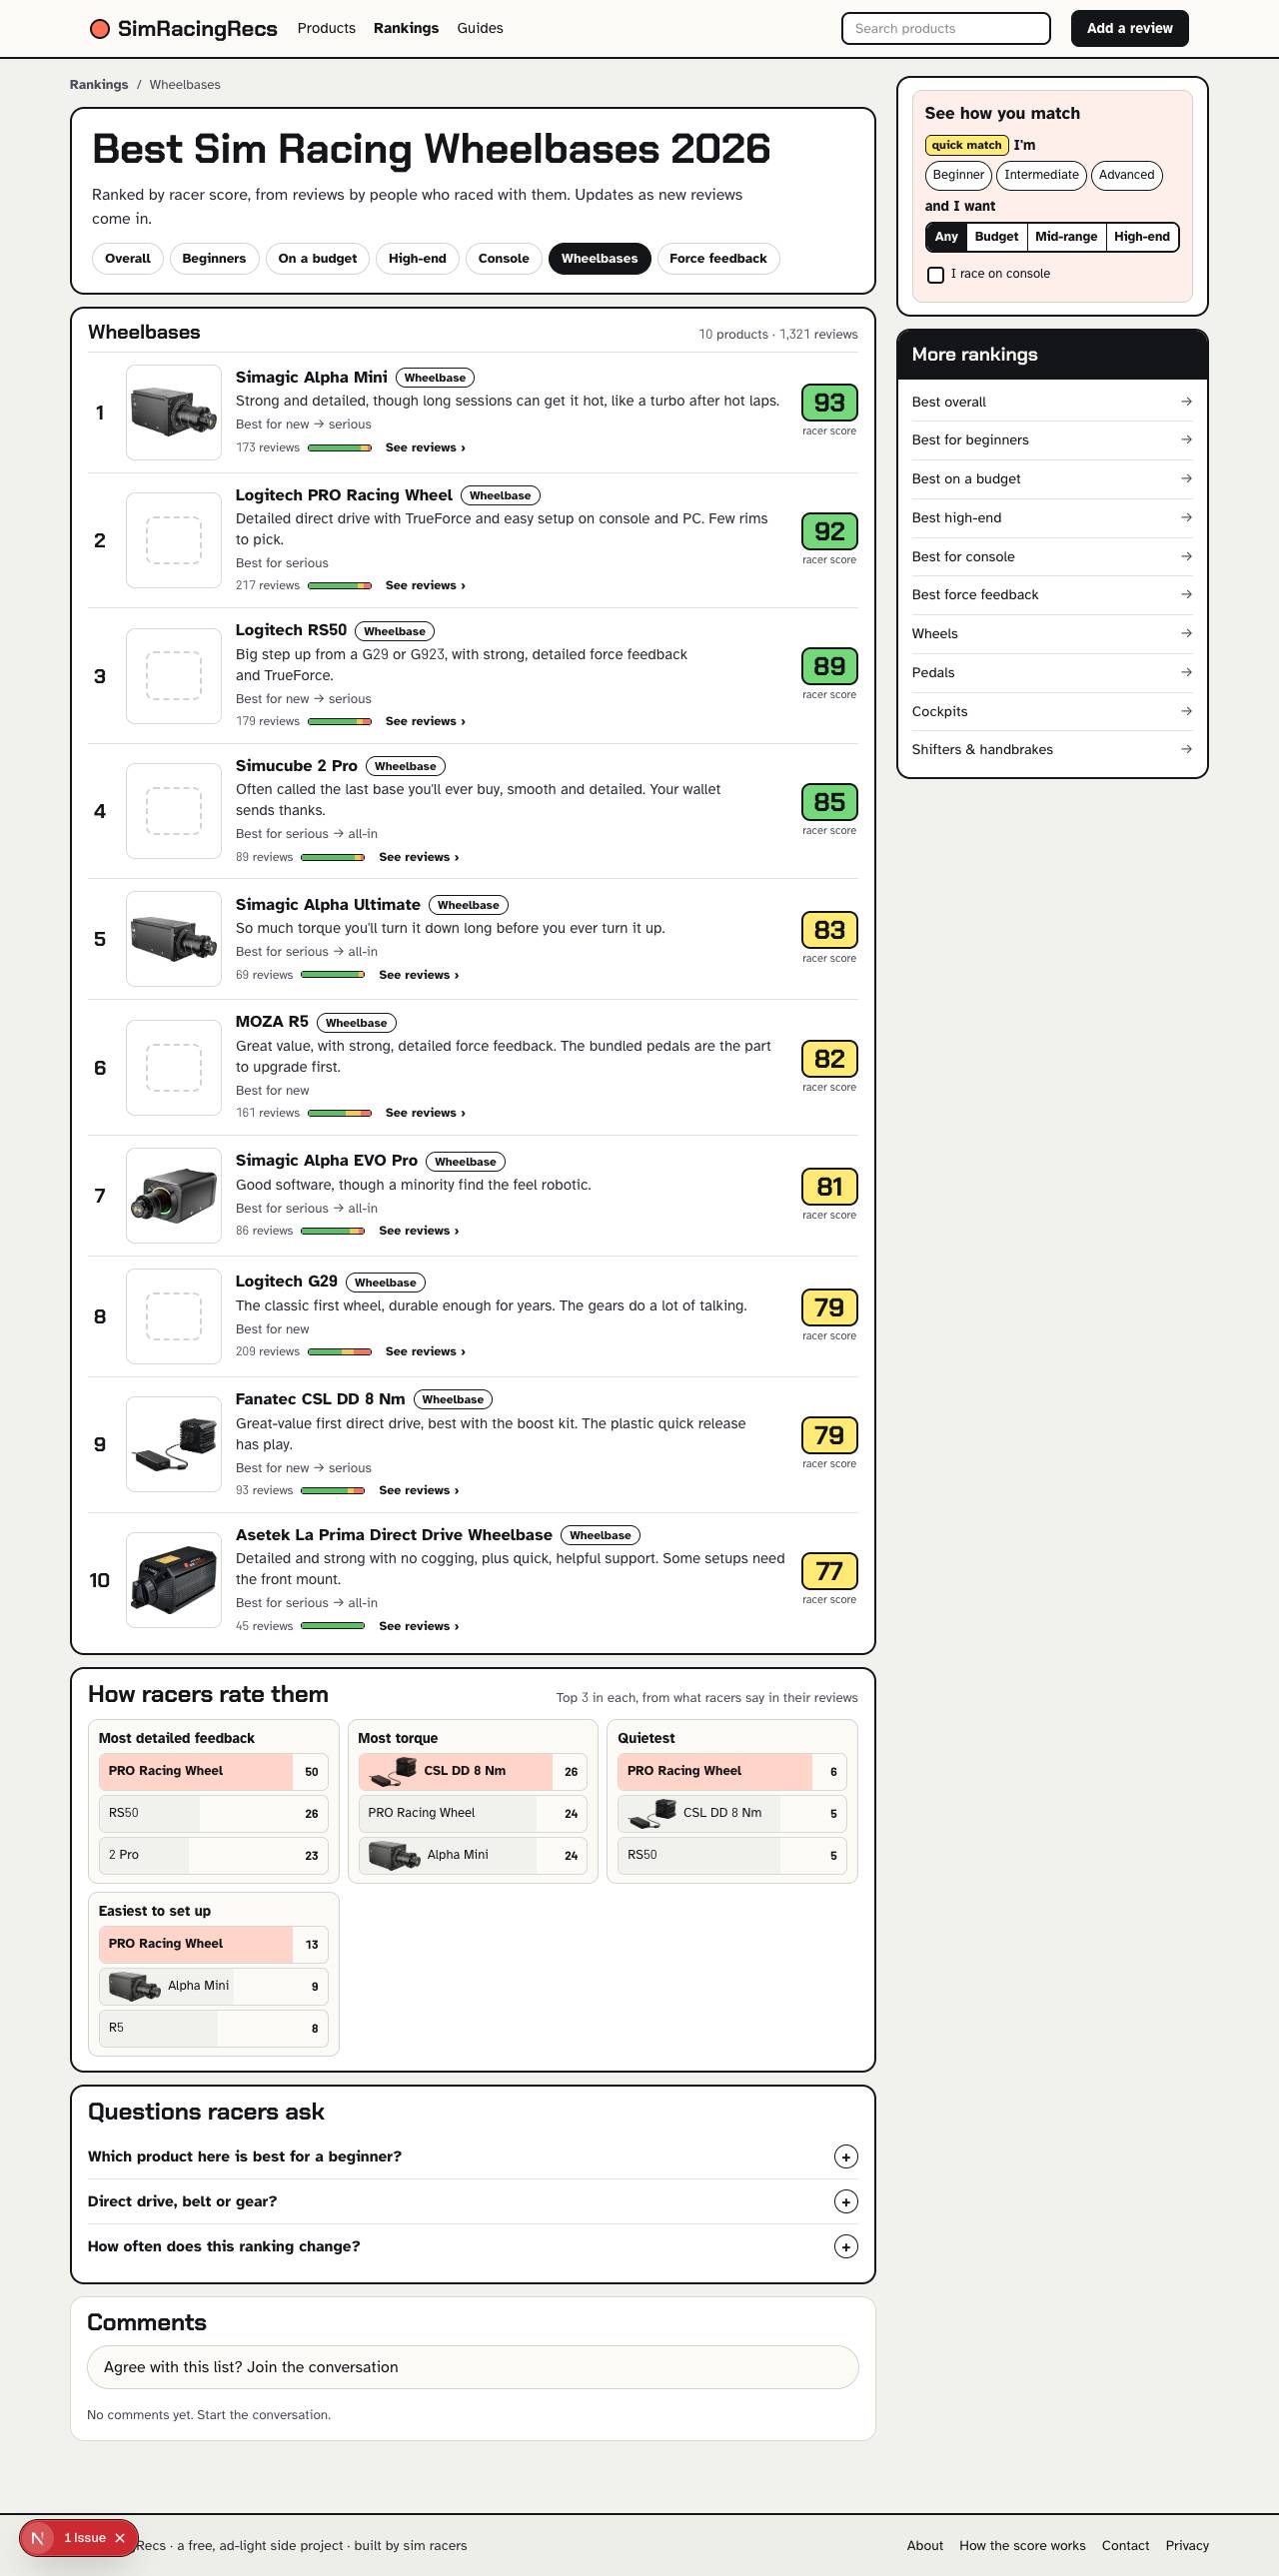 SimRacingRecs Products Rankings Guides Search products Add a review
Rankings / Wheelbases
Best Sim Racing Wheelbases 2026
Ranked by racer score, from reviews by people who raced with them. Updates as new reviews
come in.
Overall Beginners On a budget High-end Console Wheelbases Force feedback
Wheelbases 10 products · 1,321 reviews
1
Simagic Alpha Mini Wheelbase
Strong and detailed, though long sessions can get it hot, like a turbo after hot laps.
Best for new → serious
173 reviews See reviews ›
93
racer score
2
Logitech PRO Racing Wheel Wheelbase
Detailed direct drive with TrueForce and easy setup on console and PC. Few rims
to pick.
Best for serious
217 reviews See reviews ›
92
racer score
3
Logitech RS50 Wheelbase
Big step up from a G29 or G923, with strong, detailed force feedback
and TrueForce.
Best for new → serious
179 reviews See reviews ›
89
racer score
4
Simucube 2 Pro Wheelbase
Often called the last base you'll ever buy, smooth and detailed. Your wallet
sends thanks.
Best for serious → all-in
89 reviews See reviews ›
85
racer score
5
Simagic Alpha Ultimate Wheelbase
So much torque you'll turn it down long before you ever turn it up.
Best for serious → all-in
69 reviews See reviews ›
83
racer score
6
MOZA R5 Wheelbase
Great value, with strong, detailed force feedback. The bundled pedals are the part
to upgrade first.
Best for new
161 reviews See reviews ›
82
racer score
7
Simagic Alpha EVO Pro Wheelbase
Good software, though a minority find the feel robotic.
Best for serious → all-in
86 reviews See reviews ›
81
racer score
8
Logitech G29 Wheelbase
The classic first wheel, durable enough for years. The gears do a lot of talking.
Best for new
209 reviews See reviews ›
79
racer score
9
Fanatec CSL DD 8 Nm Wheelbase
Great-value first direct drive, best with the boost kit. The plastic quick release
has play.
Best for new → serious
93 reviews See reviews ›
79
racer score
10
Asetek La Prima Direct Drive Wheelbase Wheelbase
Detailed and strong with no cogging, plus quick, helpful support. Some setups need
the front mount.
Best for serious → all-in
45 reviews See reviews ›
77
racer score
How racers rate them Top 3 in each, from what racers say in their reviews
Most detailed feedback
PRO Racing Wheel 50
RS50 26
2 Pro 23
Most torque
CSL DD 8 Nm 26
PRO Racing Wheel 24
Alpha Mini 24
Quietest
PRO Racing Wheel 6
CSL DD 8 Nm 5
RS50 5
Easiest to set up
PRO Racing Wheel 13
Alpha Mini 9
R5 8
Questions racers ask
Which product here is best for a beginner? +
Direct drive, belt or gear? +
How often does this ranking change? +
Comments
Agree with this list? Join the conversation
No comments yet. Start the conversation.
See how you match
quick match I'm
Beginner Intermediate Advanced
and I want
Any Budget Mid-range High-end
I race on console
More rankings
Best overall →
Best for beginners →
Best on a budget →
Best high-end →
Best for console →
Best force feedback →
Wheels →
Pedals →
Cockpits →
Shifters & handbrakes →
N 1 Issue ×
Recs · a free, ad-light side project · built by sim racers
About How the score works Contact Privacy